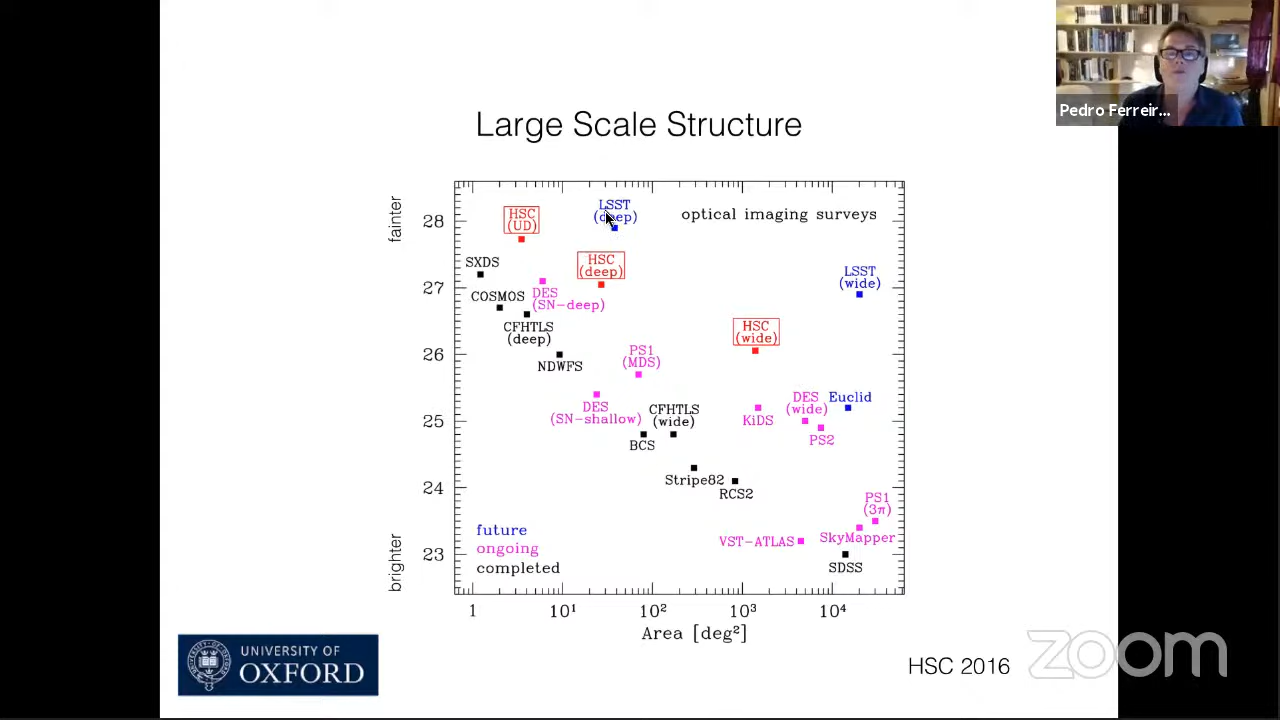 Pedro Ferreir...
Large Scale Structure
optical imaging surveys
fainter
brighter
28
27
26
25
24
23
HSC
(UD)
LSST
(deep)
SXDS
HSC
(deep)
LSST
(wide)
COSMOS
DES
(SN-deep)
CFHTLS
(deep)
HSC
(wide)
NDWFS
PS1
(MDS)
DES
(SN-shallow)
CFHTLS
(wide)
KiDS
DES
(wide)
Euclid
BCS
PS2
Stripe82
RCS2
PS1
(3π)
VST-ATLAS
SkyMapper
SDSS
future
ongoing
completed
1
10¹
10²
10³
10⁴
Area [deg²]
UNIVERSITY OF
OXFORD
HSC 2016
zoom